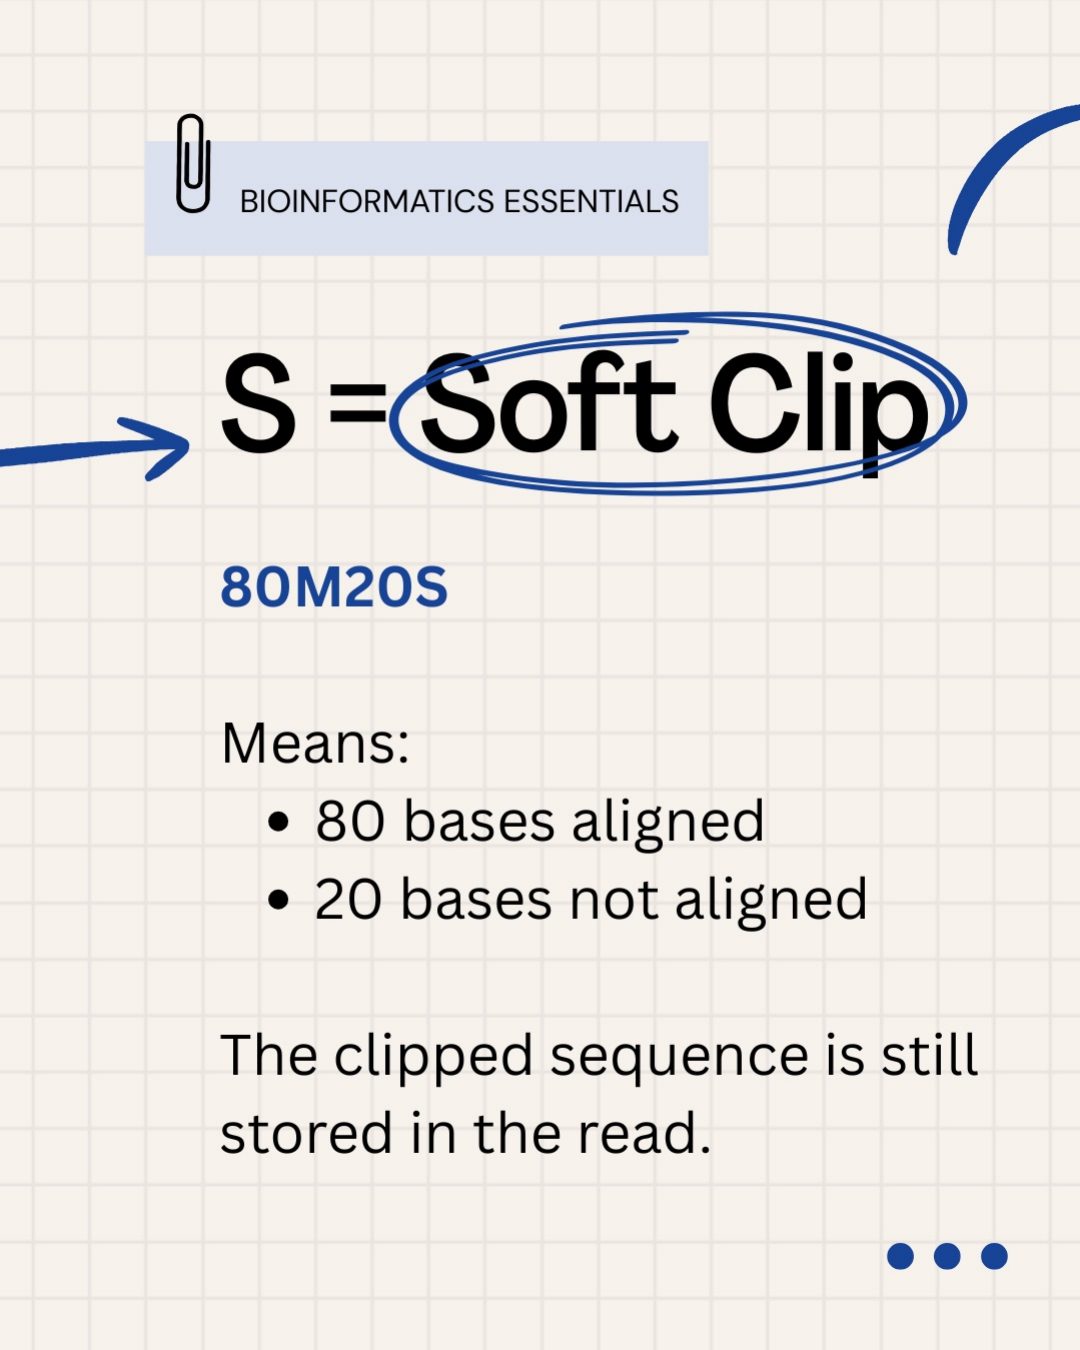 BIOINFORMATICS ESSENTIALS
S = Soft Clip
80M20S
Means:
• 80 bases aligned
• 20 bases not aligned
The clipped sequence is still
stored in the read.